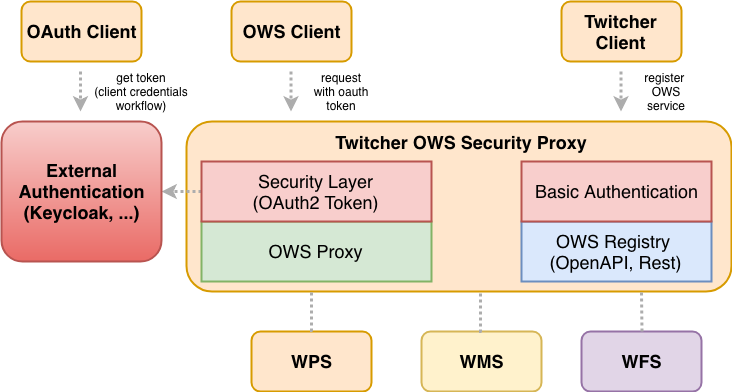 OAuth Client
OWS Client
Twitcher
Client
get token
(client credentials
workflow)
request
with oauth
token
register
OWS
service
External
Authentication
(Keycloak, ...)
Twitcher OWS Security Proxy
Security Layer
(OAuth2 Token)
OWS Proxy
Basic Authentication
OWS Registry
(OpenAPI, Rest)
WPS
WMS
WFS